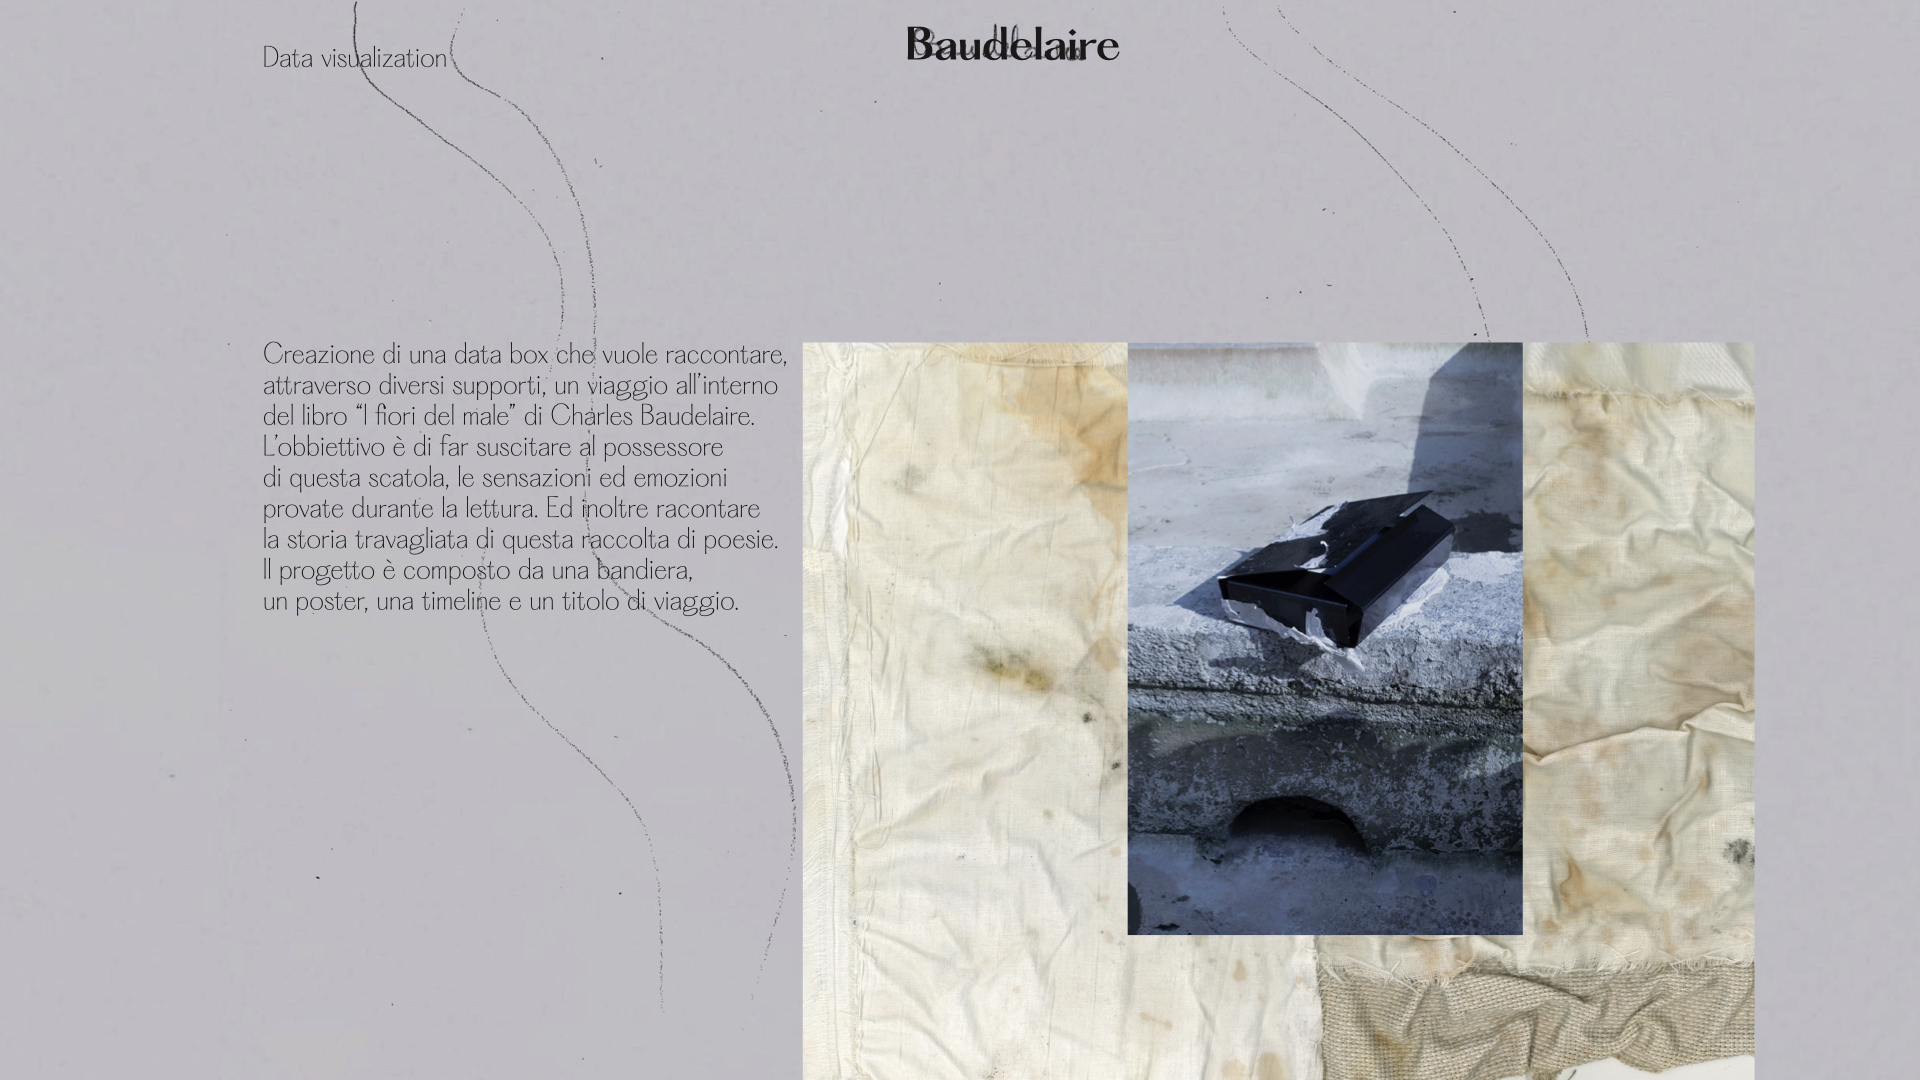 Data visualization
Baudelaire
Creazione di una data box che vuole raccontare,
attraverso diversi supporti, un viaggio all’interno
del libro “I fiori del male” di Charles Baudelaire.
L’obbiettivo è di far suscitare al possessore
di questa scatola, le sensazioni ed emozioni
provate durante la lettura. Ed inoltre racontare
la storia travagliata di questa raccolta di poesie.
Il progetto è composto da una bandiera,
un poster, una timeline e un titolo di viaggio.